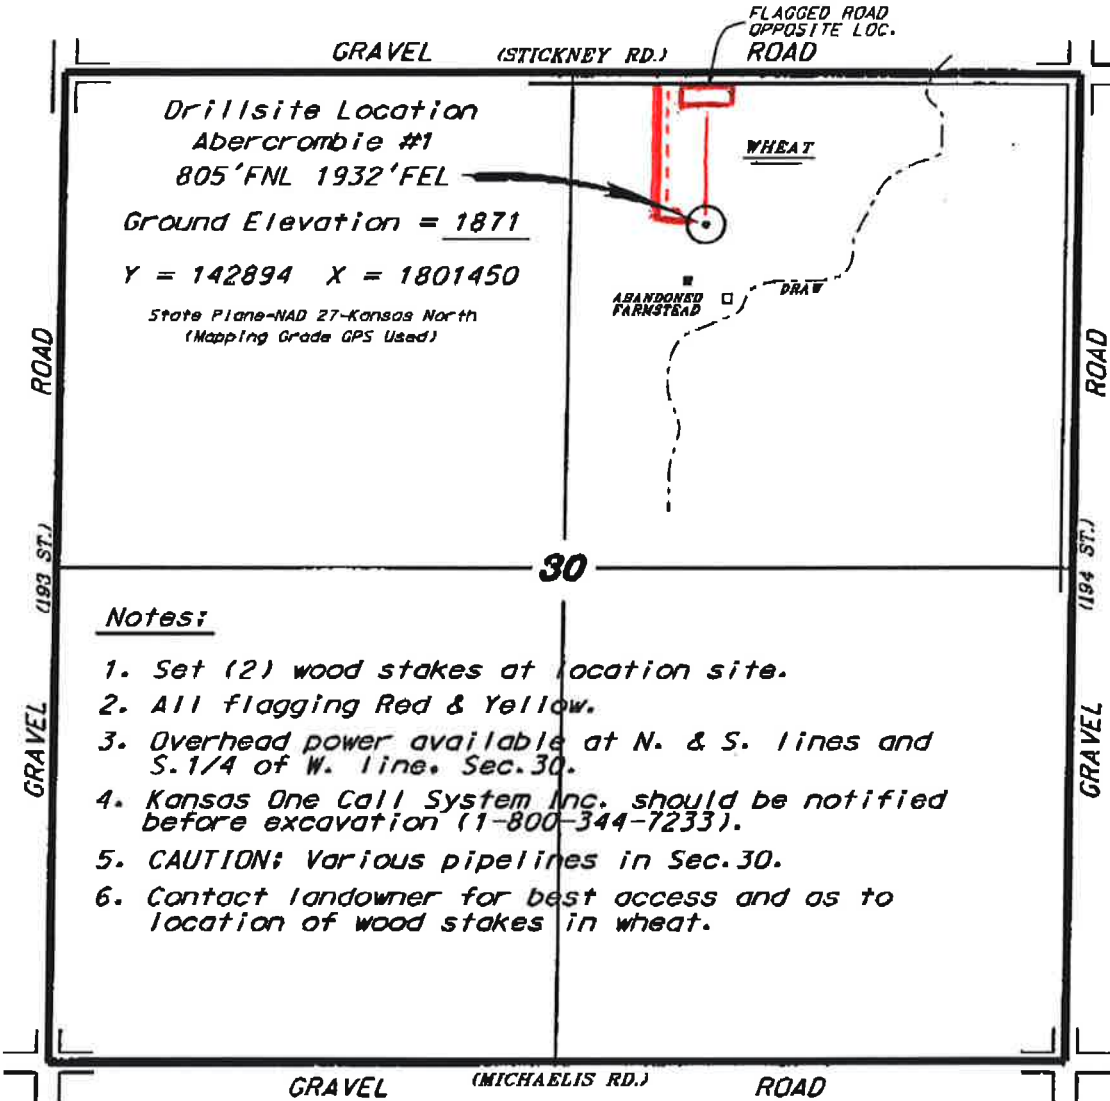 FLAGGED ROAD
OPPOSITE LOC.
GRAVEL (STICKNEY RD.) ROAD
Drillsite Location
Abercrombie #1
805'FNL 1932'FEL
Ground Elevation = 1871
Y = 142894 X = 1801450
State Plane-NAD 27-Kansas North
(Mapping Grade GPS Used)
WHEAT
ABANDONED
FARMSTEAD
DRAW
ROAD
(193 ST.)
GRAVEL
ROAD
(194 ST.)
GRAVEL
30
Notes:
1. Set (2) wood stakes at location site.
2. All flagging Red & Yellow.
3. Overhead power available at N. & S. lines and
S.1/4 of W. line. Sec.30.
4. Kansas One Call System Inc. should be notified
before excavation (1-800-344-7233).
5. CAUTION: Various pipelines in Sec.30.
6. Contact landowner for best access and as to
location of wood stakes in wheat.
GRAVEL (MICHAELIS RD.) ROAD